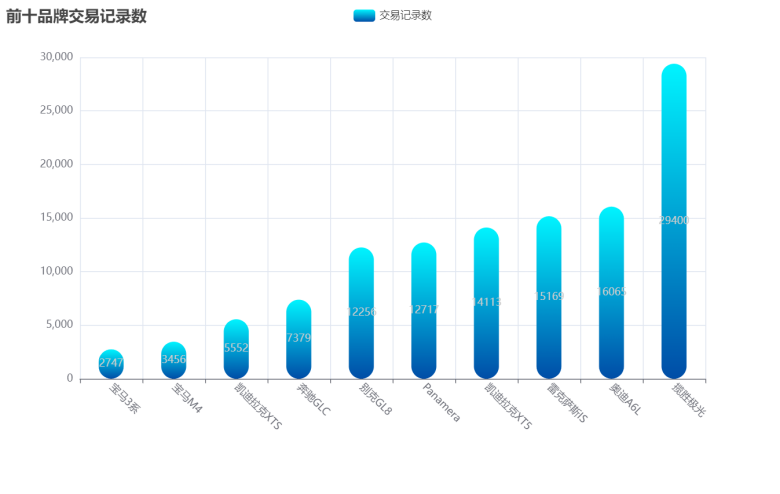 前十品牌交易记录数
交易记录数
30,000
25,000
20,000
15,000
10,000
5,000
0
2747
3456
5552
7379
12256
12717
14113
15169
16065
29400
宝马3系
宝马M4
凯迪拉克XTS
奔驰GLC
别克GL8
Panamera
凯迪拉克XT5
雷克萨斯IS
奥迪A6L
揽胜极光